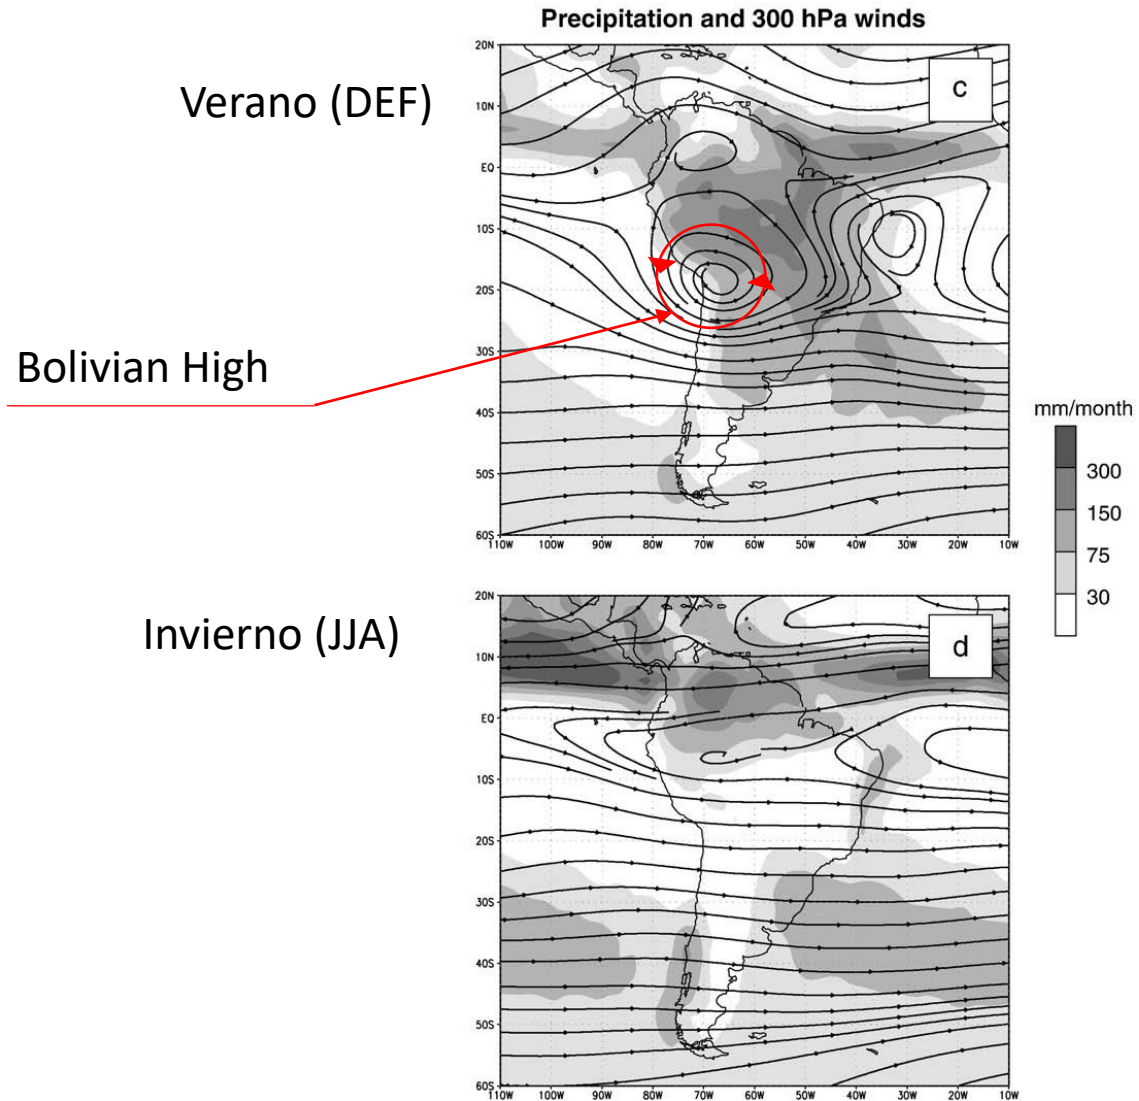 Precipitation and 300 hPa winds
Verano (DEF)
c
20N
10N
EQ
10S
20S
30S
40S
50S
60S
110W 100W 90W 80W 70W 60W 50W 40W 30W 20W 10W
Bolivian High
mm/month
300
150
75
30
Invierno (JJA)
d
20N
10N
EQ
10S
20S
30S
40S
50S
60S
110W 100W 90W 80W 70W 60W 50W 40W 30W 20W 10W